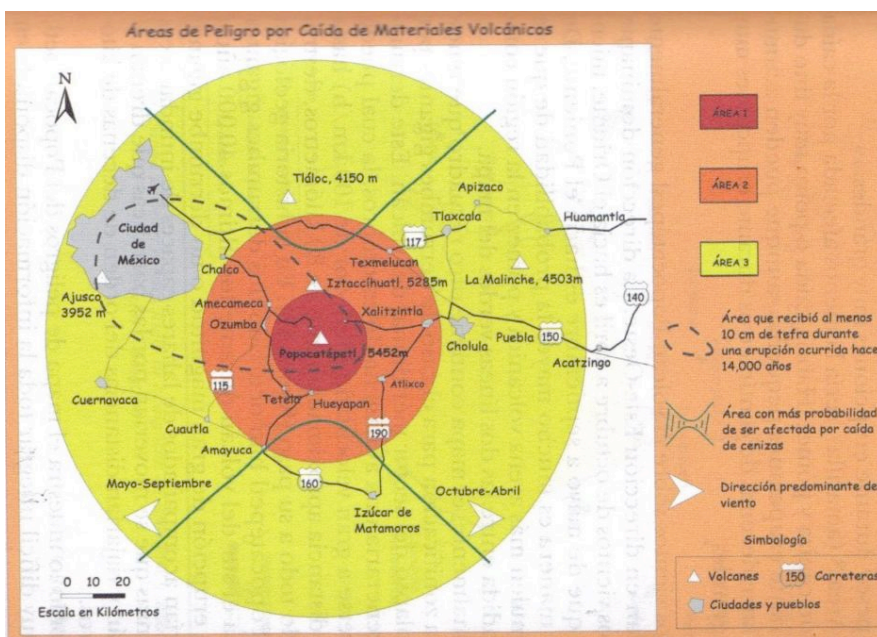 Áreas de Peligro por Caída de Materiales Volcánicos
N
Tláloc, 4150 m
Apizaco
Huamantla
Tlaxcala
117
Texmelucan
Ciudad
de
México
Chalco
Iztaccíhuatl, 5285m
La Malinche, 4503m
140
Ajusco
3952 m
Amecameca
Ozumba
Xalitzintla
Popocatépetl, 5452m
Cholula
Puebla
150
Acatzingo
115
Cuernavaca
Tetela
Hueyapan
Atlixco
Cuautla
Amayuca
190
160
Mayo-Septiembre
Octubre-Abril
Izúcar de
Matamoros
0 10 20
Escala en Kilómetros
ÁREA 1
ÁREA 2
ÁREA 3
Área que recibió al menos
10 cm de tefra durante
una erupción ocurrida hace
14,000 años
Área con más probabilidad
de ser afectada por caída
de cenizas
Dirección predominante de
viento
Simbología
Volcanes
150 Carreteras
Ciudades y pueblos